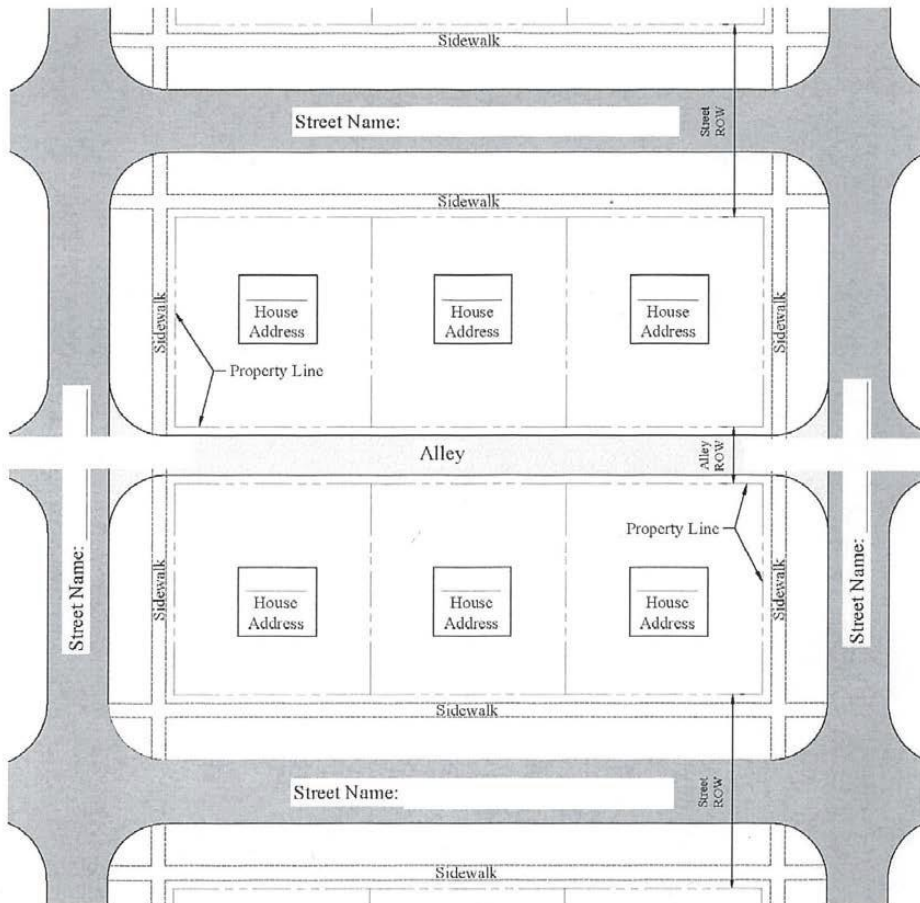 Sidewalk
Street Name:
Street
ROW
Sidewalk
Sidewalk
House
Address
House
Address
House
Address
Sidewalk
Property Line
Alley
Alley
ROW
Street Name:
Sidewalk
House
Address
House
Address
House
Address
Property Line
Sidewalk
Street Name:
Sidewalk
Street Name:
Street
ROW
Sidewalk